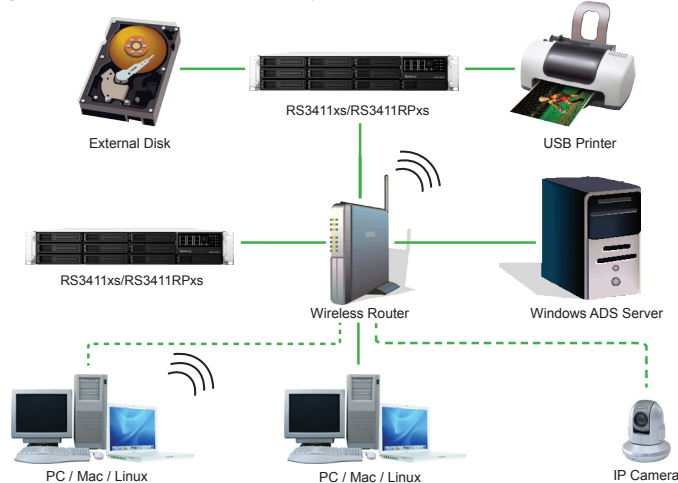 External Disk
RS3411xs/RS3411RPxs
USB Printer
RS3411xs/RS3411RPxs
Wireless Router
Windows ADS Server
PC / Mac / Linux
PC / Mac / Linux
IP Camera